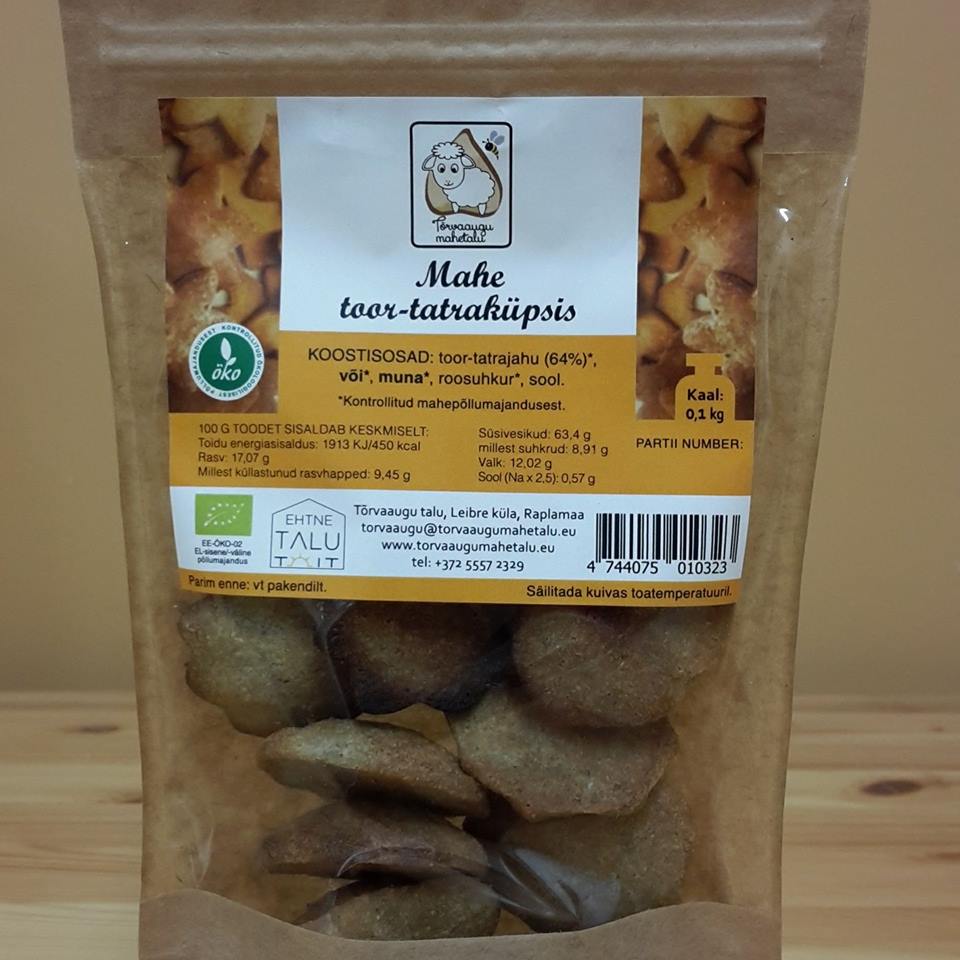 Tõrvaaugu
mahetalu
Mahe
toor-tatraküpsis
KONTROLLITUD ÖKOLOOGILISEST PÕLLUMAJANDUSEST
ÖKO
KOOSTISOSAD: toor-tatrajahu (64%)*,
või*, muna*, roosuhkur*, sool.
*Kontrollitud mahepõllumajandusest.
Kaal:
0,1 kg
100 G TOODET SISALDAB KESKMISELT:
Toidu energiasisaldus: 1913 KJ/450 kcal
Rasv: 17,07 g
Millest küllastunud rasvhapped: 9,45 g
Süsivesikud: 63,4 g
millest suhkrud: 8,91 g
Valk: 12,02 g
Sool (Na x 2,5): 0,57 g
PARTII NUMBER:
EE-ÖKO-02
EL-sisene/-väline
põllumajandus
EHTNE
TALU
TOIT
Tõrvaaugu talu, Leibre küla, Raplamaa
torvaaugu@torvaaugumahetalu.eu
www.torvaaugumahetalu.eu
tel: +372 5557 2329
4 744075 010323
Parim enne: vt pakendilt.
Säilitada kuivas toatemperatuuril.